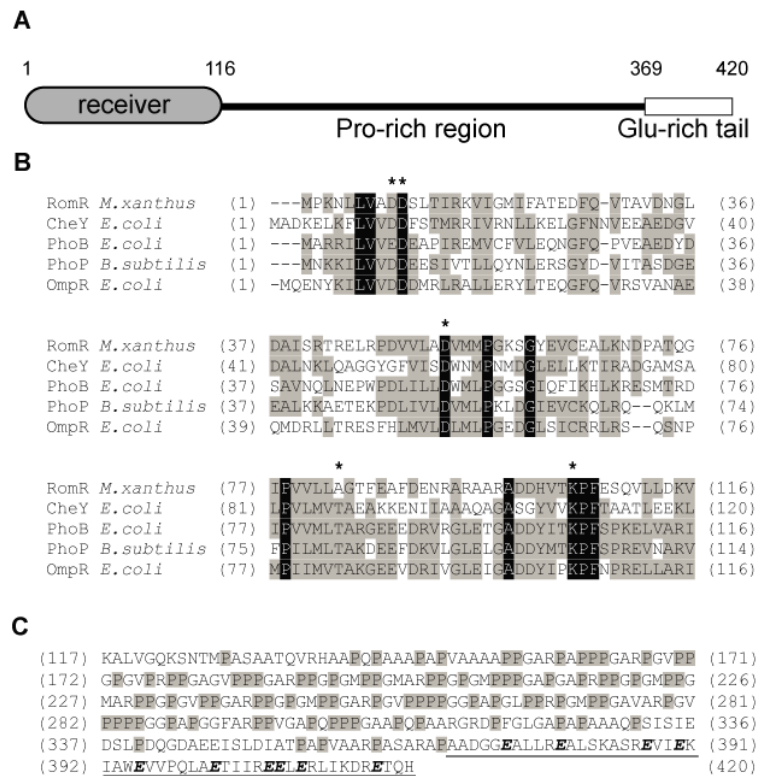 A
1 116 369 420
receiver
Pro-rich region Glu-rich tail
B
**
RomR M.xanthus (1) ---MPKNLLVADDSLTIRKVIGMIFATEDFQ-VTAVDNGL (36)
CheY E.coli (1) MADKELKFLVVDDFSTMRRIVRNLLKELGFNNVEEAEDGV (40)
PhoB E.coli (1) ---MARRILVVEDEAPIREMVCFVLEQNGFQ-PVEAEDYD (36)
PhoP B.subtilis (1) ---MNKKILVVDDEESIVTLLQYNLERSGYD-VITASDGE (36)
OmpR E.coli (1) -MQENYKILVVDDDMRLRALLERYLTEQGFQ-VRSVANAE (38)
*
RomR M.xanthus (37) DAISRTRELRPDVVLADVMMPGKSGYEVCEALKNDPATQG (76)
CheY E.coli (41) DALNKLQAGGYGFVISDWNMPNMDGLELLKTIRADGAMSA (80)
PhoB E.coli (37) SAVNQLNEPWPDLILLDWMLPGGSGIQFIKHLKRESMTRD (76)
PhoP B.subtilis (37) EALKKAETEKPDLIVLDVMLPKLDGIEVCKQLRQ--QKLM (74)
OmpR E.coli (39) QMDRLLTRESFHLMVLDLMLPGEDGLSICRRLRS--QSNP (76)
* *
RomR M.xanthus (77) IPVVLLAGTFEAFDENRARAARADDHVTKPFESQVLLDKV (116)
CheY E.coli (81) LPVLMVTAEAKKENIIAAAQAGASGYVVKPFTAATLEEKL (120)
PhoB E.coli (77) IPVVMLTARGEEEDRVRGLETGADDYITKPFSPKELVARI (116)
PhoP B.subtilis (75) FPILMLTAKDEEFDKVLGLELGADDYMTKPFSPREVNARV (114)
OmpR E.coli (77) MPIIMVTAKGEEVDRIVGLEIGADDYIPKPFNPRELLARI (116)
C
(117) KALVGQKSNTMPASAATQVRHAAPQPAAAPAPVAAAAPPGARPAPPPGARPGVPP (171)
(172) GPGVPRPPGAGVPPPGARPPGPGMPPGMARPPGPGMPPPGAPGAPRPPGPGMPPG (226)
(227) MARPPGPGVPPGARPPGPGMPPGARPGVPPPPGGPAPGLPPRPGMPPGAVARPGV (281)
(282) PPPPGGPAPGGFARPPVGAPQPPPGAAPQPAARGRDPFGLGAPAPAAAQPSISIE (336)
(337) DSLPDQGDAEEISLDIATPAPVAARPASARAPAADGGEALLREALSKASREVIEK (391)
(392) IAWEVVPQLAETIIREELERLIKDRETQH (420)